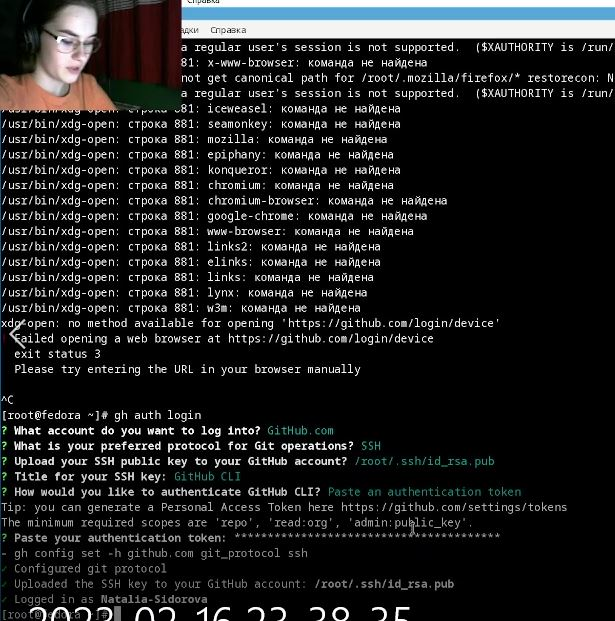 Справка
Справка
a regular user's session is not supported. ($XAUTHORITY is /run/
81: x-www-browser: команда не найдена
not get canonical path for /root/.mozilla/firefox/* restorecon: N
a regular user's session is not supported. ($XAUTHORITY is /run/
/usr/bin/xdg-open: строка 881: iceweasel: команда не найдена
/usr/bin/xdg-open: строка 881: seamonkey: команда не найдена
/usr/bin/xdg-open: строка 881: mozilla: команда не найдена
/usr/bin/xdg-open: строка 881: epiphany: команда не найдена
/usr/bin/xdg-open: строка 881: konqueror: команда не найдена
/usr/bin/xdg-open: строка 881: chromium: команда не найдена
/usr/bin/xdg-open: строка 881: chromium-browser: команда не найдена
/usr/bin/xdg-open: строка 881: google-chrome: команда не найдена
/usr/bin/xdg-open: строка 881: www-browser: команда не найдена
/usr/bin/xdg-open: строка 881: links2: команда не найдена
/usr/bin/xdg-open: строка 881: elinks: команда не найдена
/usr/bin/xdg-open: строка 881: links: команда не найдена
/usr/bin/xdg-open: строка 881: lynx: команда не найдена
/usr/bin/xdg-open: строка 881: w3m: команда не найдена
xdg-open: no method available for opening 'https://github.com/login/device'
Failed opening a web browser at https://github.com/login/device
exit status 3
Please try entering the URL in your browser manually
^C
[root@fedora ~]# gh auth login
? What account do you want to log into? GitHub.com
? What is your preferred protocol for Git operations? SSH
? Upload your SSH public key to your GitHub account? /root/.ssh/id_rsa.pub
? Title for your SSH key: GitHub CLI
? How would you like to authenticate GitHub CLI? Paste an authentication token
Tip: you can generate a Personal Access Token here https://github.com/settings/tokens
The minimum required scopes are 'repo', 'read:org', 'admin:public_key'.
? Paste your authentication token: ****************************************
- gh config set -h github.com git_protocol ssh
✓ Configured git protocol
✓ Uploaded the SSH key to your GitHub account: /root/.ssh/id_rsa.pub
✓ Logged in as Natalia-Sidorova
[root@fedora ~]#
2023-02-16 23-38-35